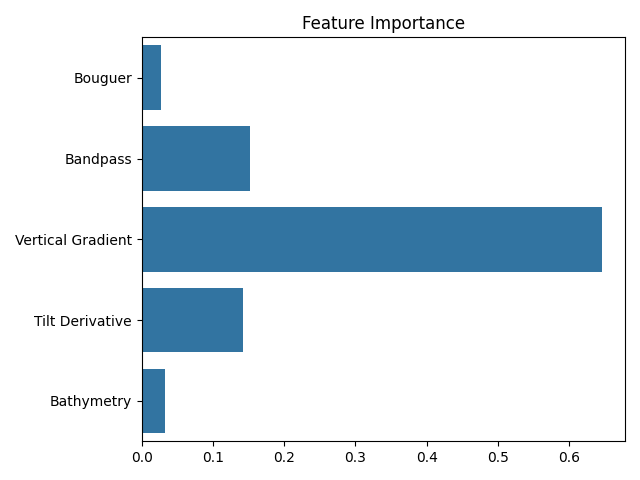 Feature Importance
Bouguer
Bandpass
Vertical Gradient
Tilt Derivative
Bathymetry
0.0 0.1 0.2 0.3 0.4 0.5 0.6